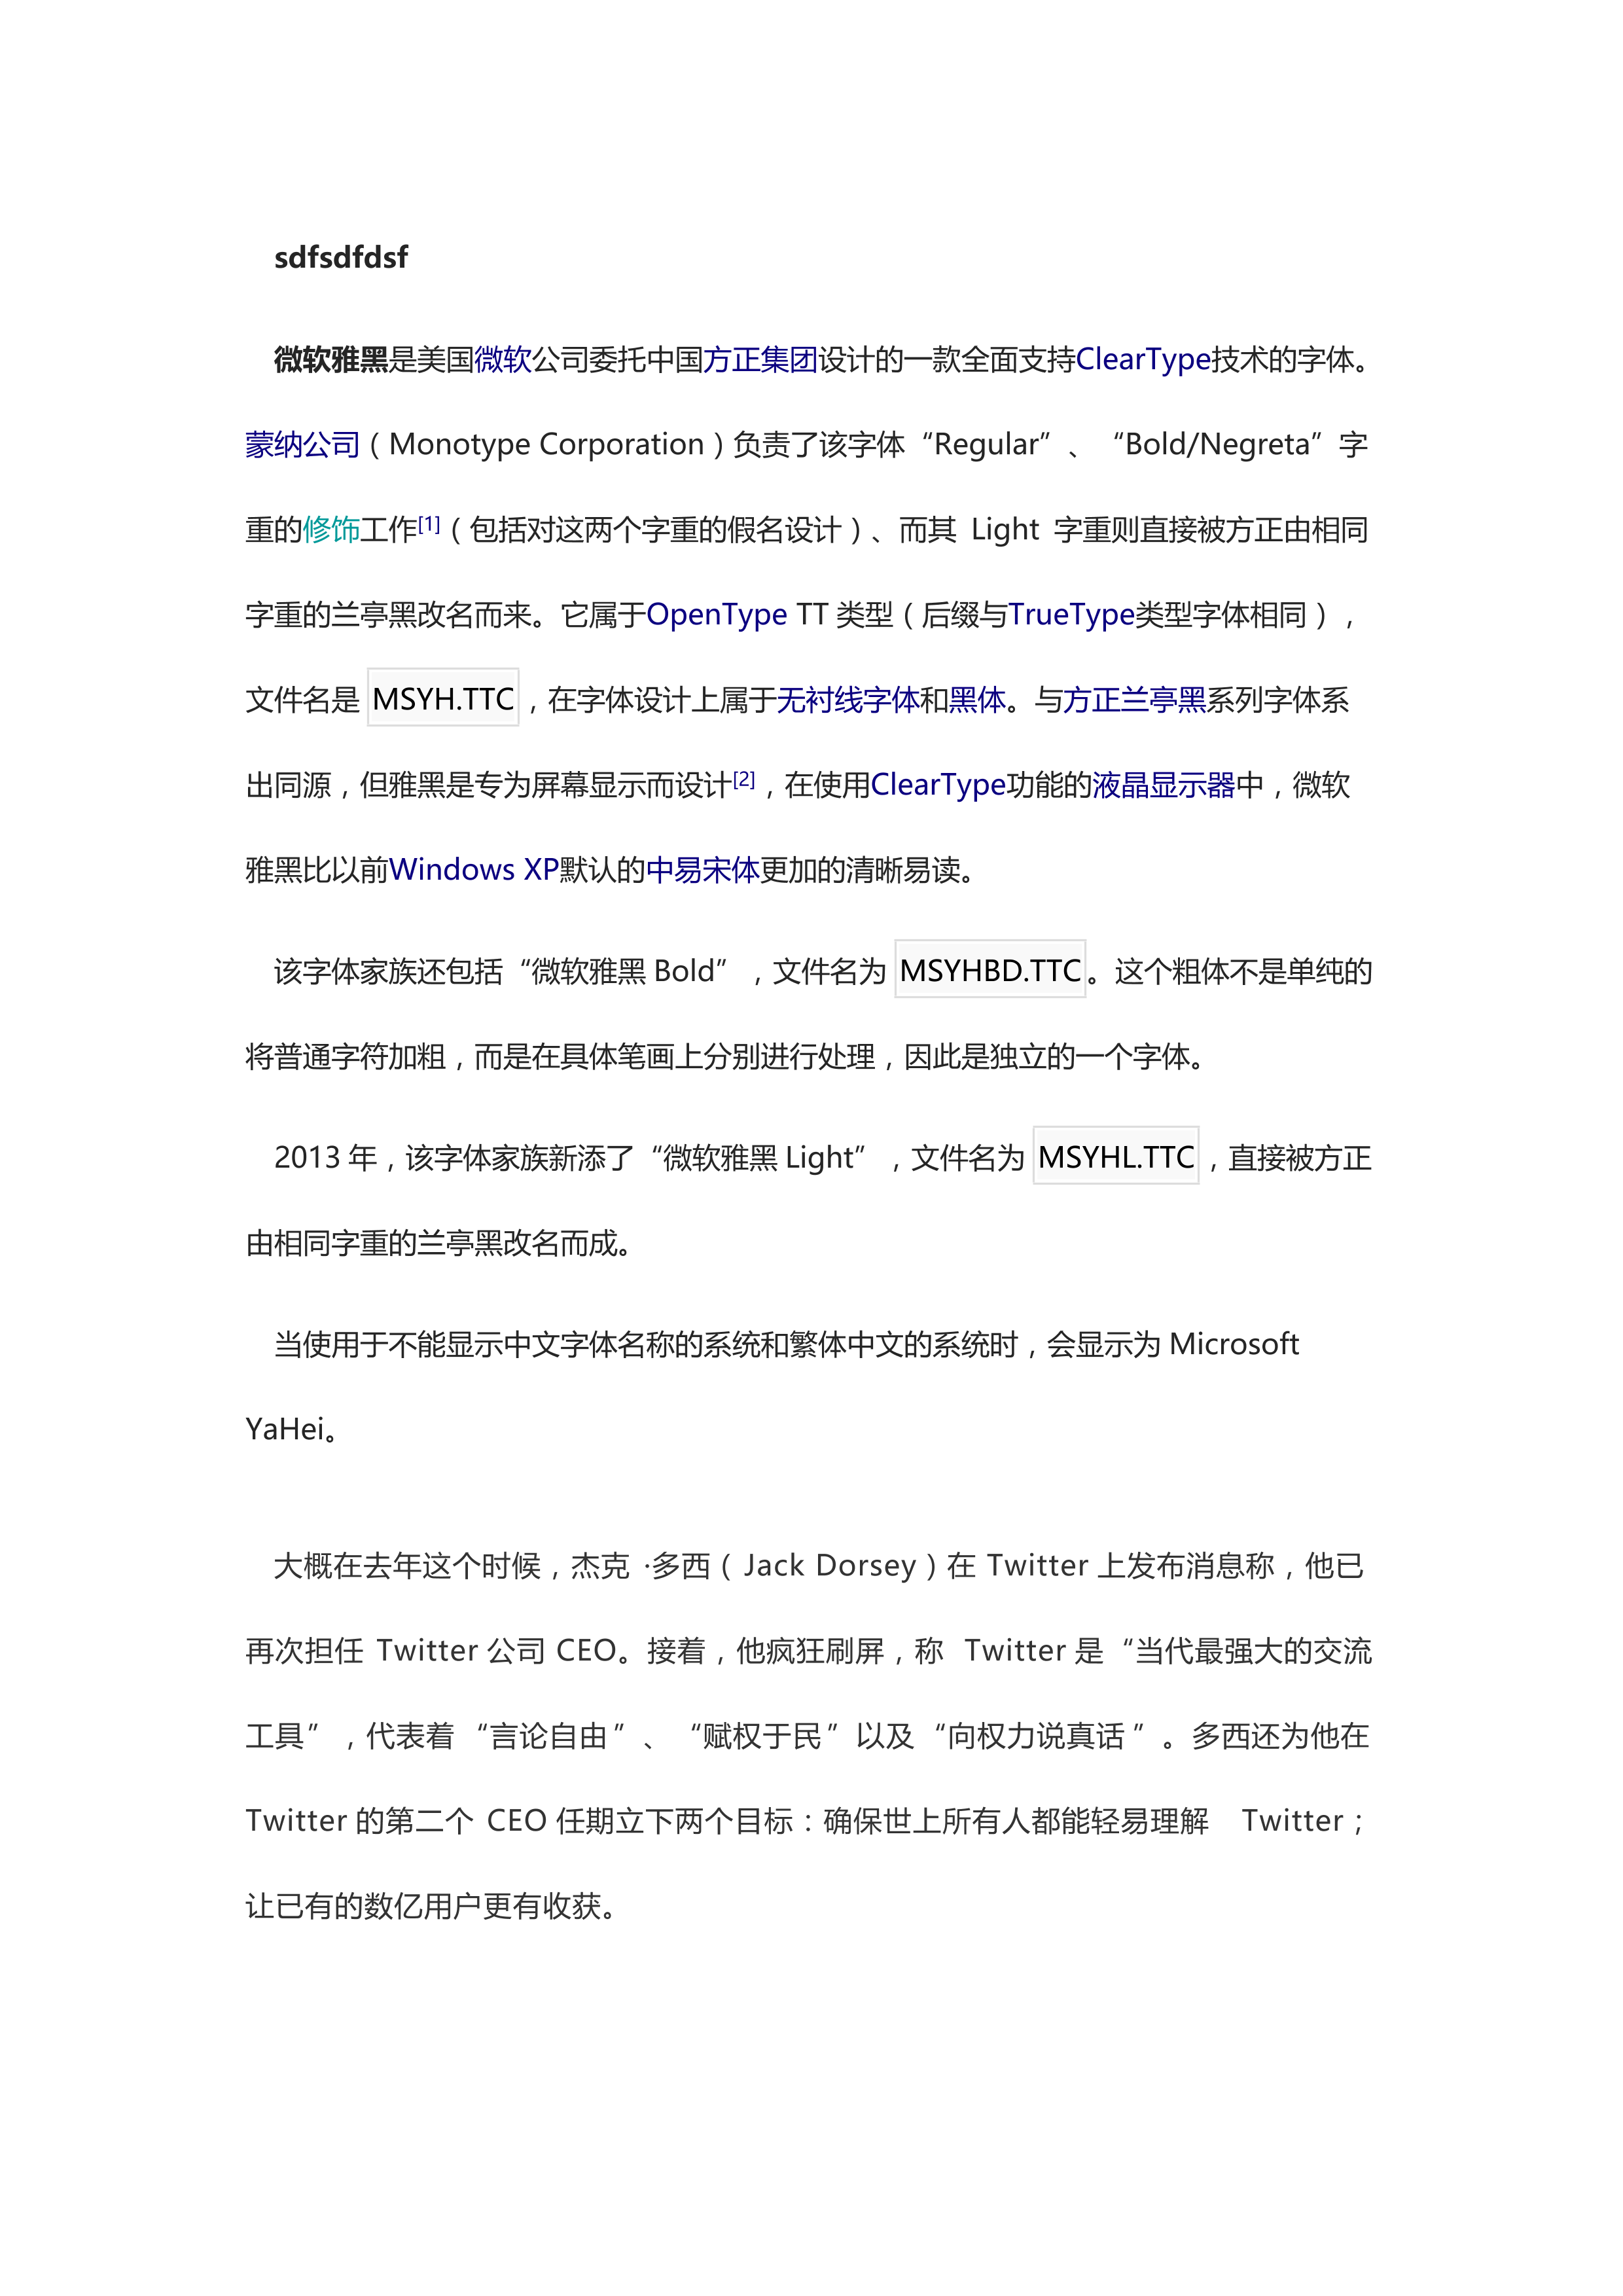 sdfsdfdsf
微软雅黑是美国微软公司委托中国方正集团设计的一款全面支持ClearType技术的字体。
蒙纳公司（Monotype Corporation）负责了该字体“Regular”、“Bold/Negreta”字
重的修饰工作[1]（包括对这两个字重的假名设计）、而其 Light 字重则直接被方正由相同
字重的兰亭黑改名而来。它属于OpenType TT 类型（后缀与TrueType类型字体相同），
文件名是 MSYH.TTC，在字体设计上属于无衬线字体和黑体。与方正兰亭黑系列字体系
出同源，但雅黑是专为屏幕显示而设计[2]，在使用ClearType功能的液晶显示器中，微软
雅黑比以前Windows XP默认的中易宋体更加的清晰易读。
该字体家族还包括“微软雅黑 Bold”，文件名为 MSYHBD.TTC。这个粗体不是单纯的
将普通字符加粗，而是在具体笔画上分别进行处理，因此是独立的一个字体。
2013 年，该字体家族新添了“微软雅黑 Light”，文件名为 MSYHL.TTC，直接被方正
由相同字重的兰亭黑改名而成。
当使用于不能显示中文字体名称的系统和繁体中文的系统时，会显示为 Microsoft
YaHei。
大概在去年这个时候，杰克 ·多西（Jack Dorsey）在 Twitter 上发布消息称，他已
再次担任 Twitter 公司 CEO。接着，他疯狂刷屏，称 Twitter 是“当代最强大的交流
工具”，代表着“言论自由”、“赋权于民”以及“向权力说真话”。多西还为他在
Twitter 的第二个 CEO 任期立下两个目标：确保世上所有人都能轻易理解 Twitter；
让已有的数亿用户更有收获。